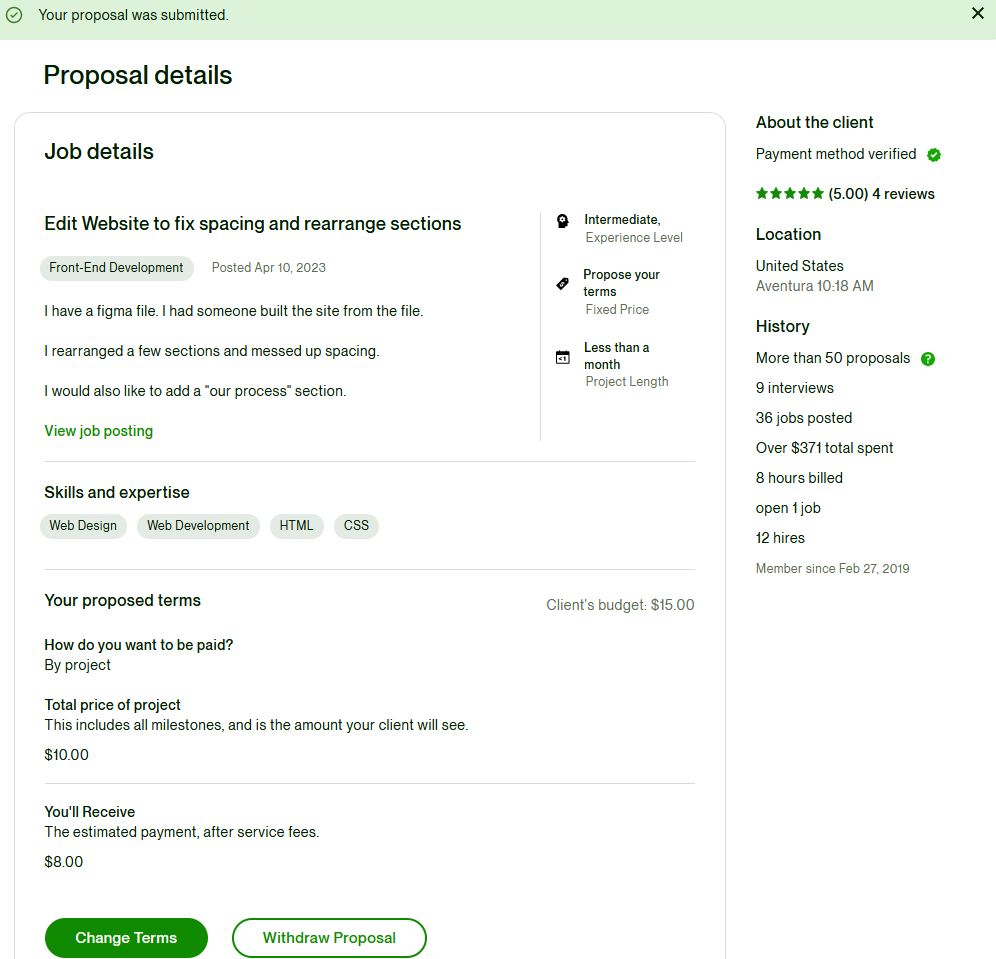 Your proposal was submitted.
Proposal details
Job details
Edit Website to fix spacing and rearrange sections
Front-End Development
Posted Apr 10, 2023
I have a figma file. I had someone built the site from the file.
I rearranged a few sections and messed up spacing.
I would also like to add a "our process" section.
View job posting
Intermediate,
Experience Level
Propose your
terms
Fixed Price
<1
Less than a
month
Project Length
Skills and expertise
Web Design
Web Development
HTML
CSS
Your proposed terms
Client's budget: $15.00
How do you want to be paid?
By project
Total price of project
This includes all milestones, and is the amount your client will see.
$10.00
You'll Receive
The estimated payment, after service fees.
$8.00
Change Terms
Withdraw Proposal
About the client
Payment method verified
(5.00) 4 reviews
Location
United States
Aventura 10:18 AM
History
More than 50 proposals ?
9 interviews
36 jobs posted
Over $371 total spent
8 hours billed
open 1 job
12 hires
Member since Feb 27, 2019